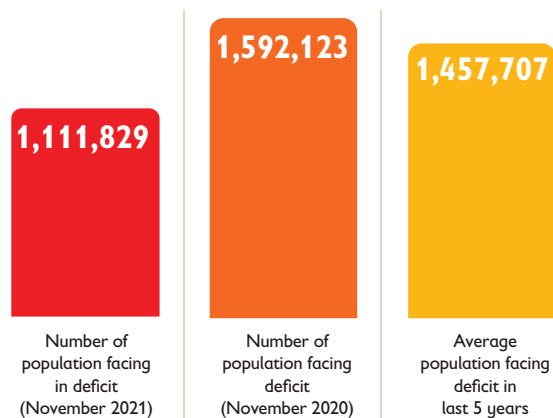 1,111,829
1,592,123
1,457,707
Number of
population facing
in deficit
(November 2021)
Number of
population facing
deficit
(November 2020)
Average
population facing
deficit in
last 5 years